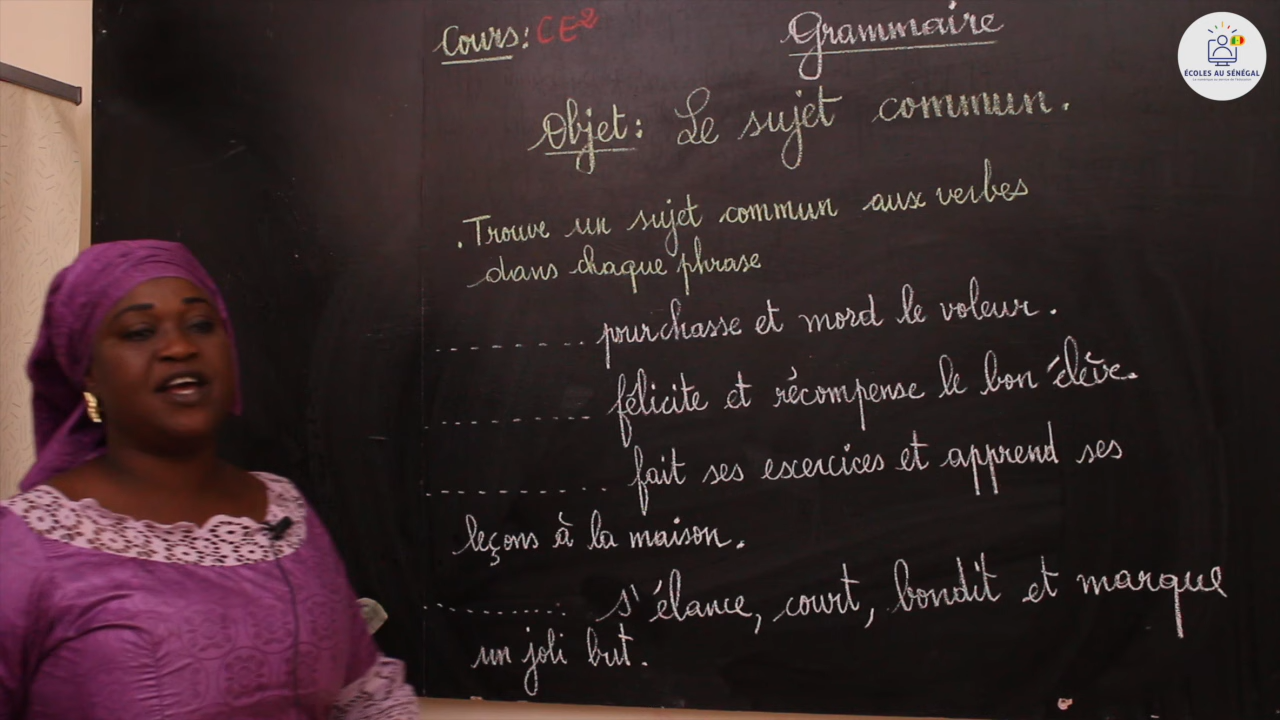 Cours: CE2
Grammaire
ÉCOLES AU SÉNÉGAL
Objet: Le sujet commun.
. Trouve un sujet commun aux verbes
dans chaque phrase
.......... pourchasse et mord le voleur.
.......... félicite et récompense le bon élève.
............ fait ses escercices et apprend ses
leçons à la maison.
.......... s'élance, court, bondit et marque
un joli but.